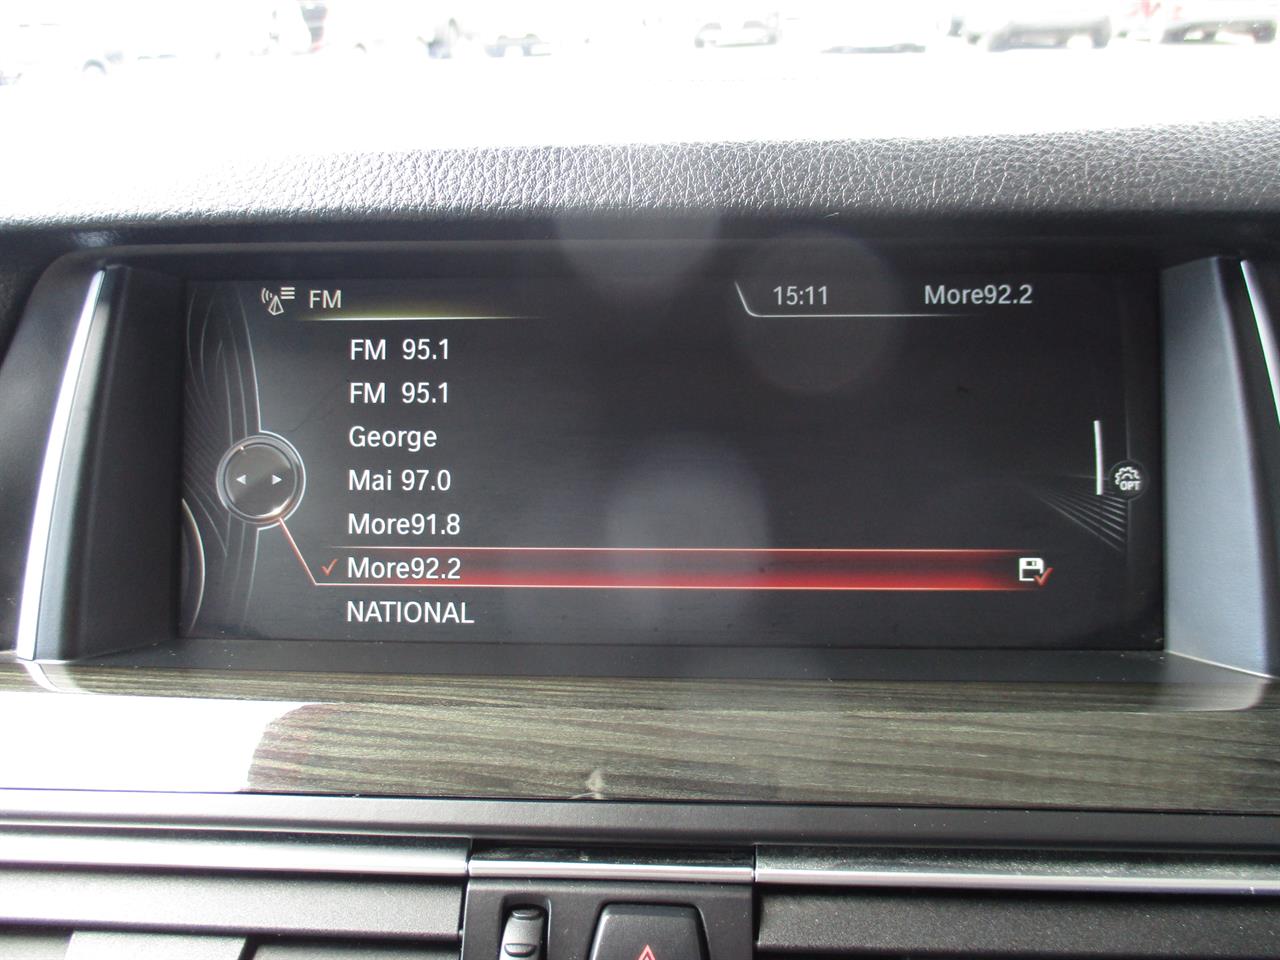 FM
15:11 More92.2
FM 95.1
FM 95.1
George
Mai 97.0
More91.8
More92.2
NATIONAL
OPT